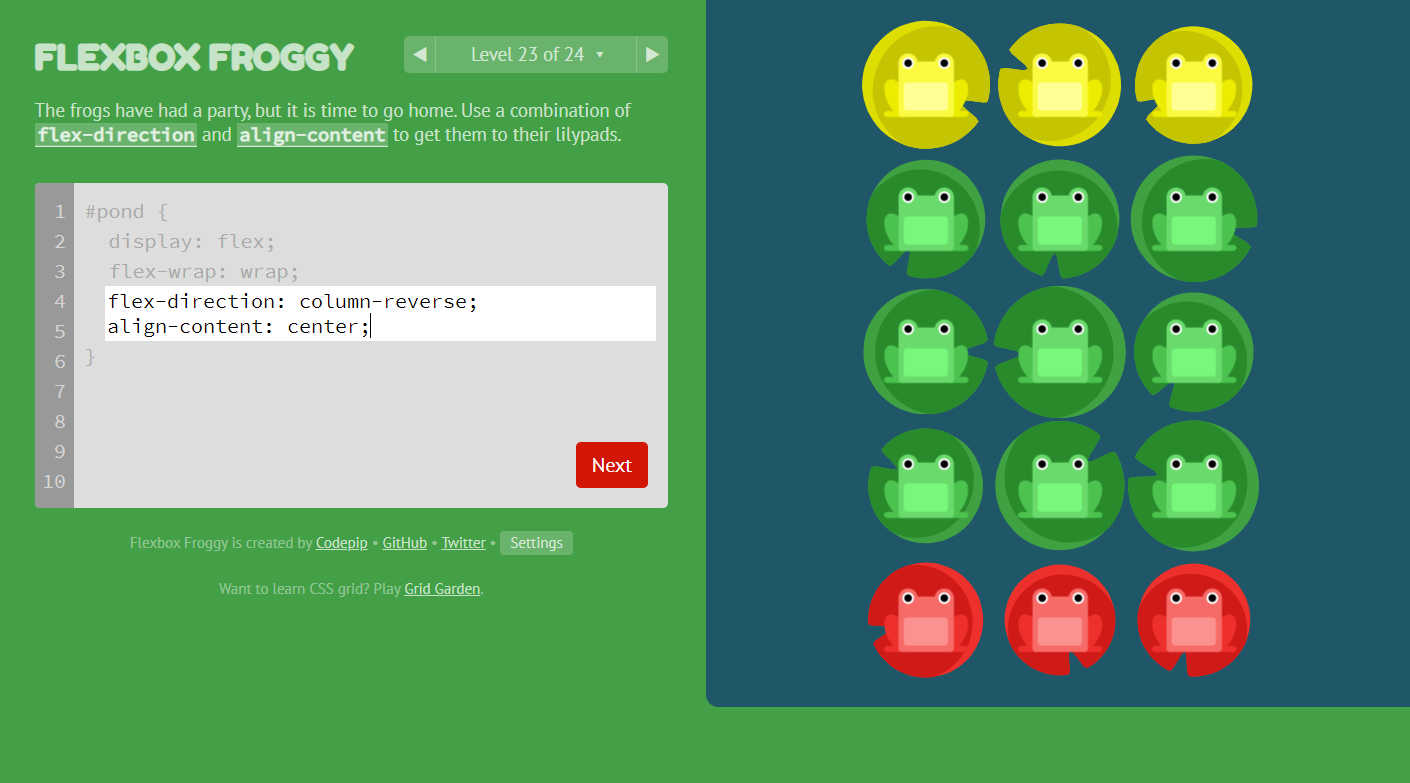 FLEXBOX FROGGY
◀ Level 23 of 24 ▼ ▶
The frogs have had a party, but it is time to go home. Use a combination of
flex-direction and align-content to get them to their lilypads.
1 #pond {
2 display: flex;
3 flex-wrap: wrap;
4 flex-direction: column-reverse;
5 align-content: center;
6 }
7
8
9
10
Next
Flexbox Froggy is created by Codepip • GitHub • Twitter • Settings
Want to learn CSS grid? Play Grid Garden.